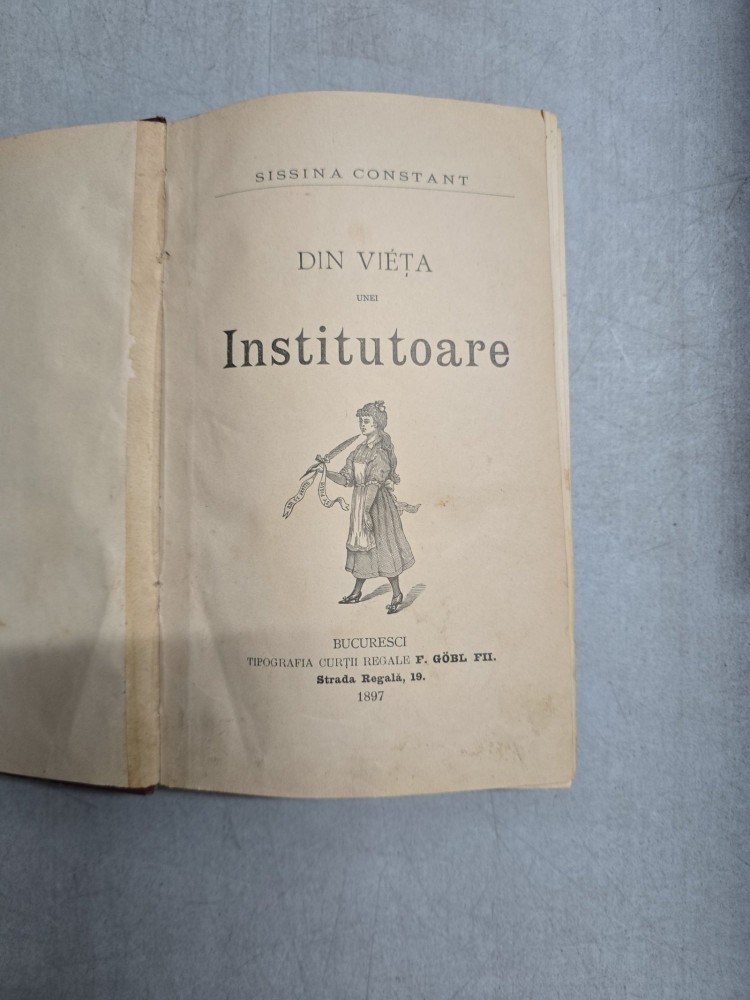 SISSINA CONSTANT
DIN VIÉȚA
UNEI
Institutoare
BUCURESCI
TIPOGRAFIA CURȚII REGALE F. GÖBL FII.
Strada Regală, 19.
1897